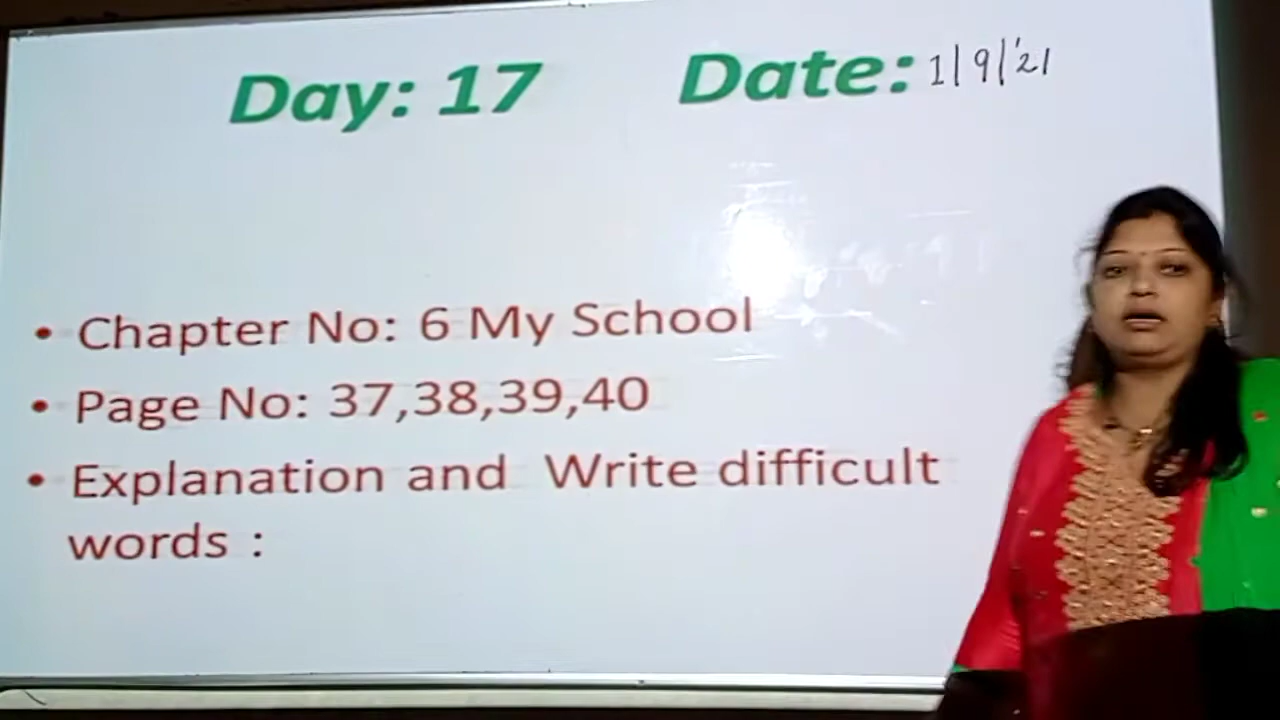 Day: 17 Date: 1/9/'21
• Chapter No: 6 My School
• Page No: 37,38,39,40
• Explanation and Write difficult
words :